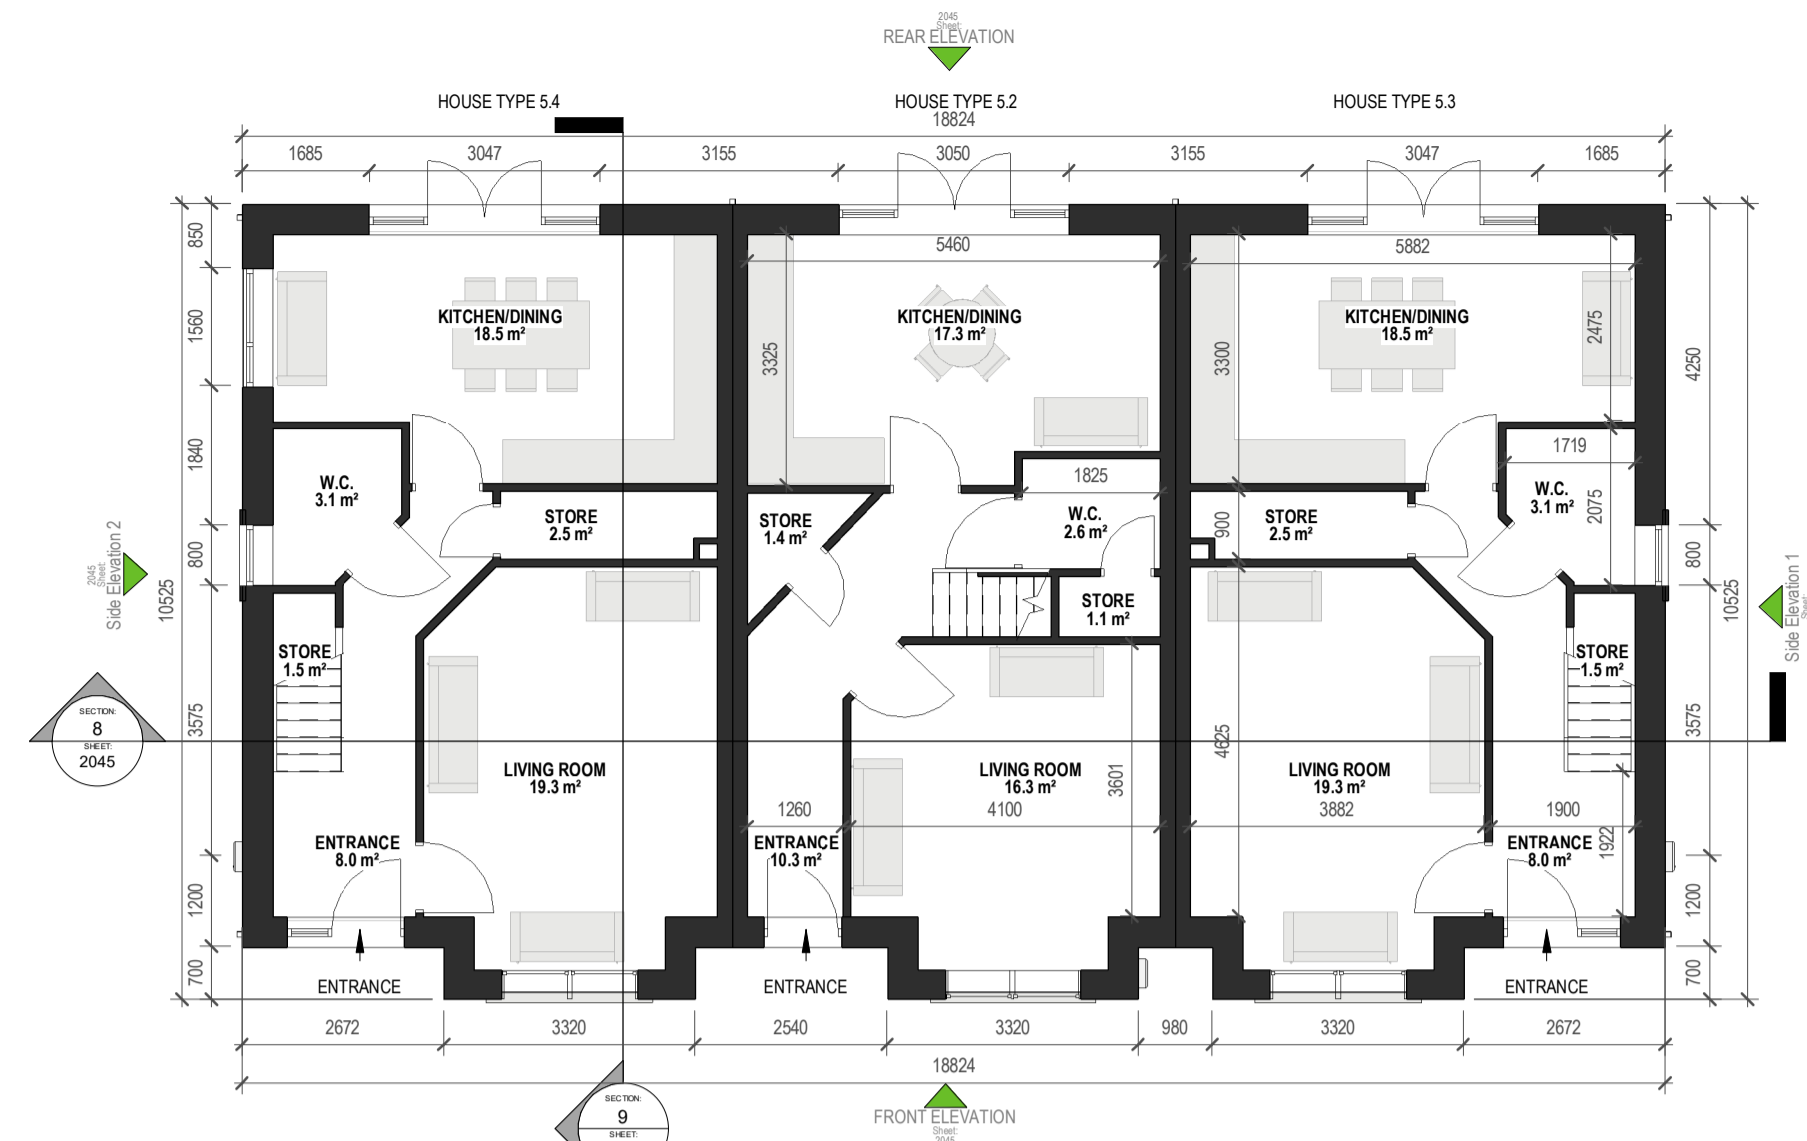 2045
Sheet:
REAR ELEVATION
HOUSE TYPE 5.4
HOUSE TYPE 5.2
HOUSE TYPE 5.3
18824
1685
3047
3155
3050
3155
3047
1685
850
1560
1840
800
10525
3575
1200
700
5460
5882
KITCHEN/DINING
18.5 m²
KITCHEN/DINING
17.3 m²
KITCHEN/DINING
18.5 m²
3325
3300
2475
4250
W.C.
3.1 m²
STORE
2.5 m²
STORE
1.4 m²
1825
W.C.
2.6 m²
STORE
1.1 m²
900
STORE
2.5 m²
1719
W.C.
3.1 m²
2075
800
10525
3575
1200
700
2045
Sheet:
Side Elevation 2
Side Elevation 1
Sheet:
STORE
1.5 m²
STORE
1.5 m²
SECTION:
8
SHEET:
2045
LIVING ROOM
19.3 m²
LIVING ROOM
16.3 m²
LIVING ROOM
19.3 m²
3601
4625
1260
4100
3882
1900
1922
ENTRANCE
8.0 m²
ENTRANCE
10.3 m²
ENTRANCE
8.0 m²
ENTRANCE
ENTRANCE
ENTRANCE
2672
3320
2540
3320
980
3320
2672
18824
SECTION:
9
SHEET:
FRONT ELEVATION
Sheet:
2045